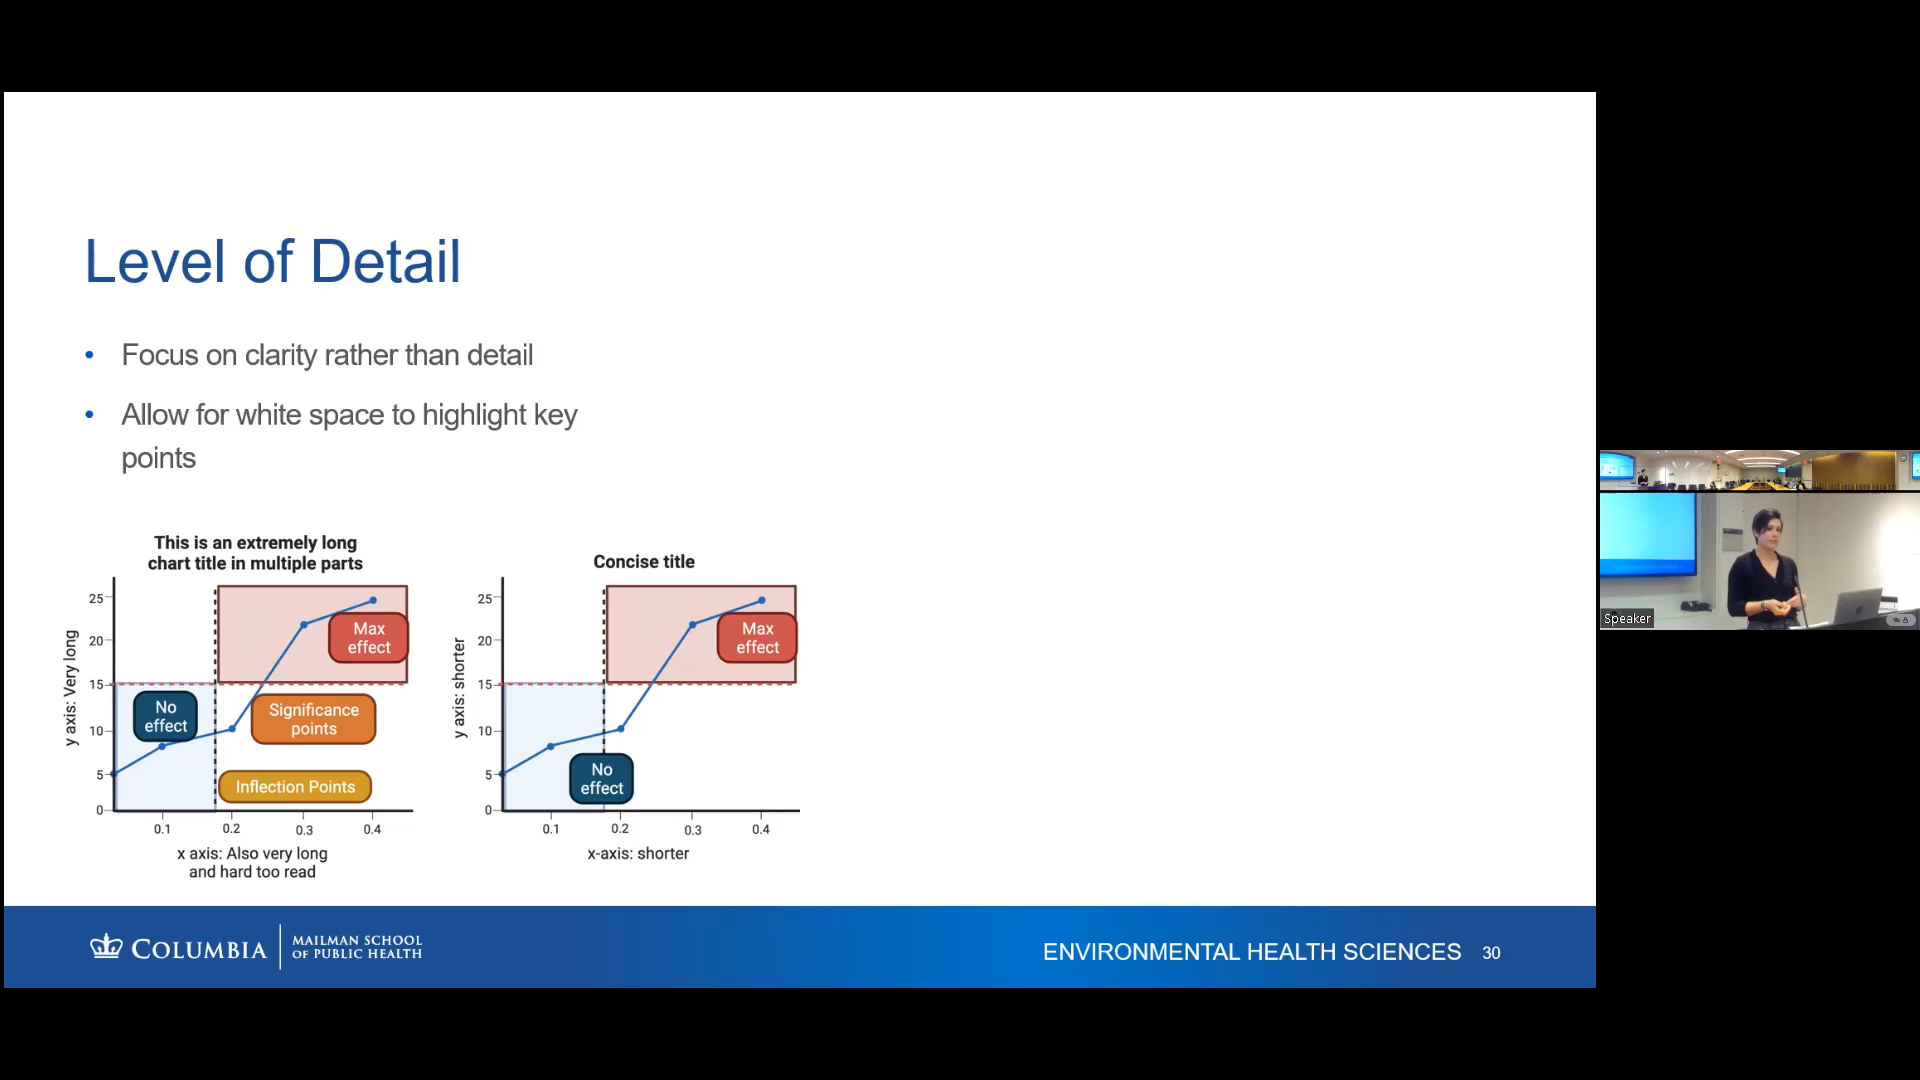 Level of Detail
• Focus on clarity rather than detail
• Allow for white space to highlight key
points
This is an extremely long
chart title in multiple parts
y axis: Very long
25
20
15
10
5
0
Max
effect
No
effect
Significance
points
Inflection Points
0.1 0.2 0.3 0.4
x axis: Also very long
and hard too read
Concise title
y axis: shorter
25
20
15
10
5
0
Max
effect
No
effect
0.1 0.2 0.3 0.4
x-axis: shorter
COLUMBIA
MAILMAN SCHOOL
OF PUBLIC HEALTH
ENVIRONMENTAL HEALTH SCIENCES 30
Speaker